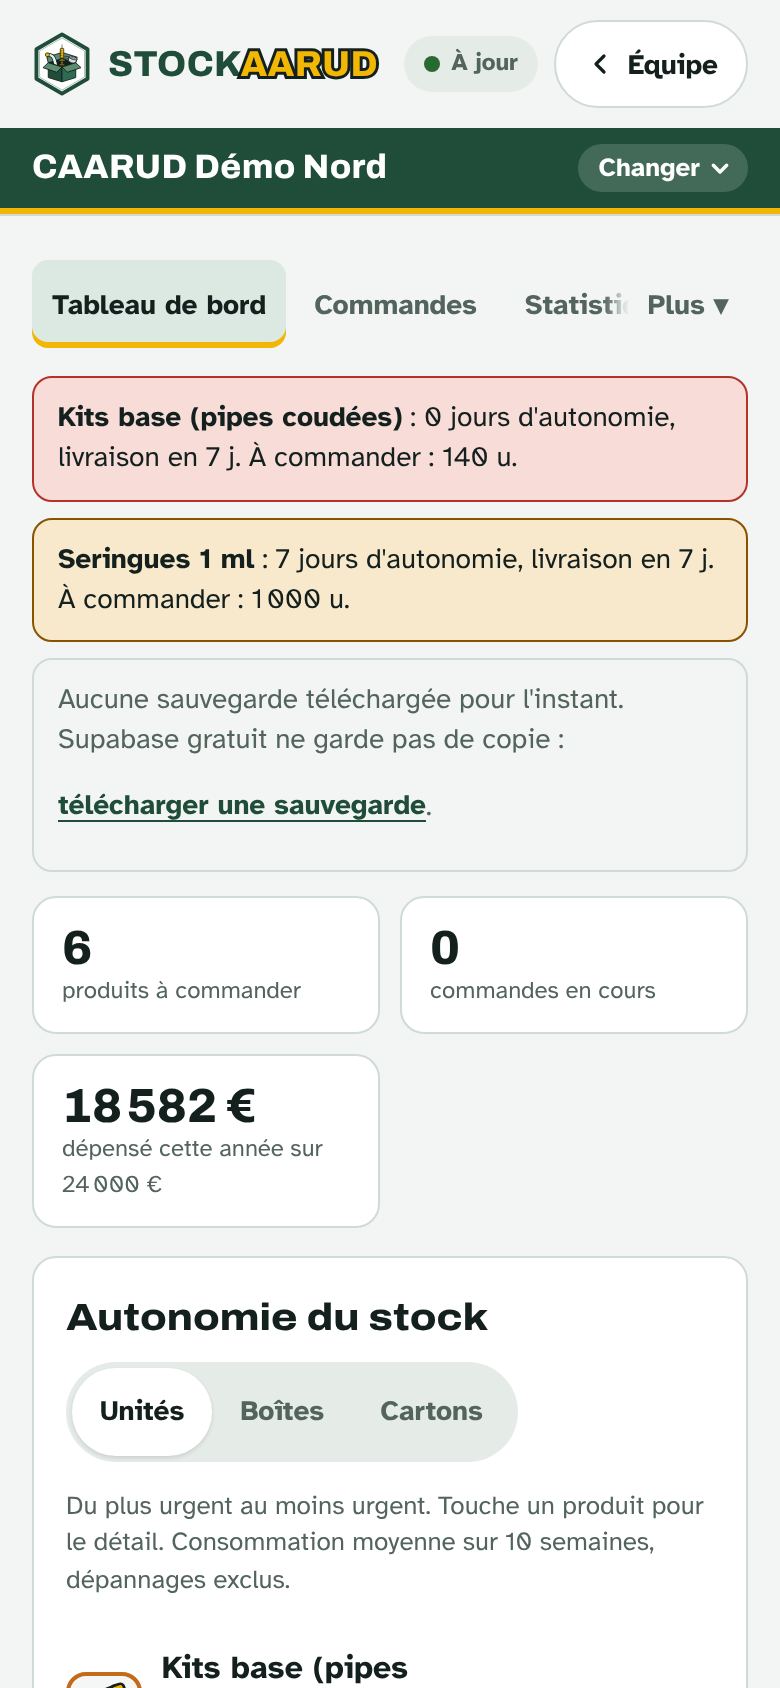 STOCKAARUD
À jour
Équipe
CAARUD Démo Nord
Changer
Tableau de bord
Commandes
Plus ▼
Kits base (pipes coudées) : 0 jours d'autonomie,
livraison en 7 j. À commander : 140 u.
Seringues 1 ml : 7 jours d'autonomie, livraison en 7 j.
À commander : 1 000 u.
Aucune sauvegarde téléchargée pour l'instant.
Supabase gratuit ne garde pas de copie :
télécharger une sauvegarde.
6
produits à commander
0
commandes en cours
18 582 €
dépensé cette année sur
24 000 €
Autonomie du stock
Unités
Boîtes
Cartons
Du plus urgent au moins urgent. Touche un produit pour
le détail. Consommation moyenne sur 10 semaines,
dépannages exclus.
Kits base (pipes